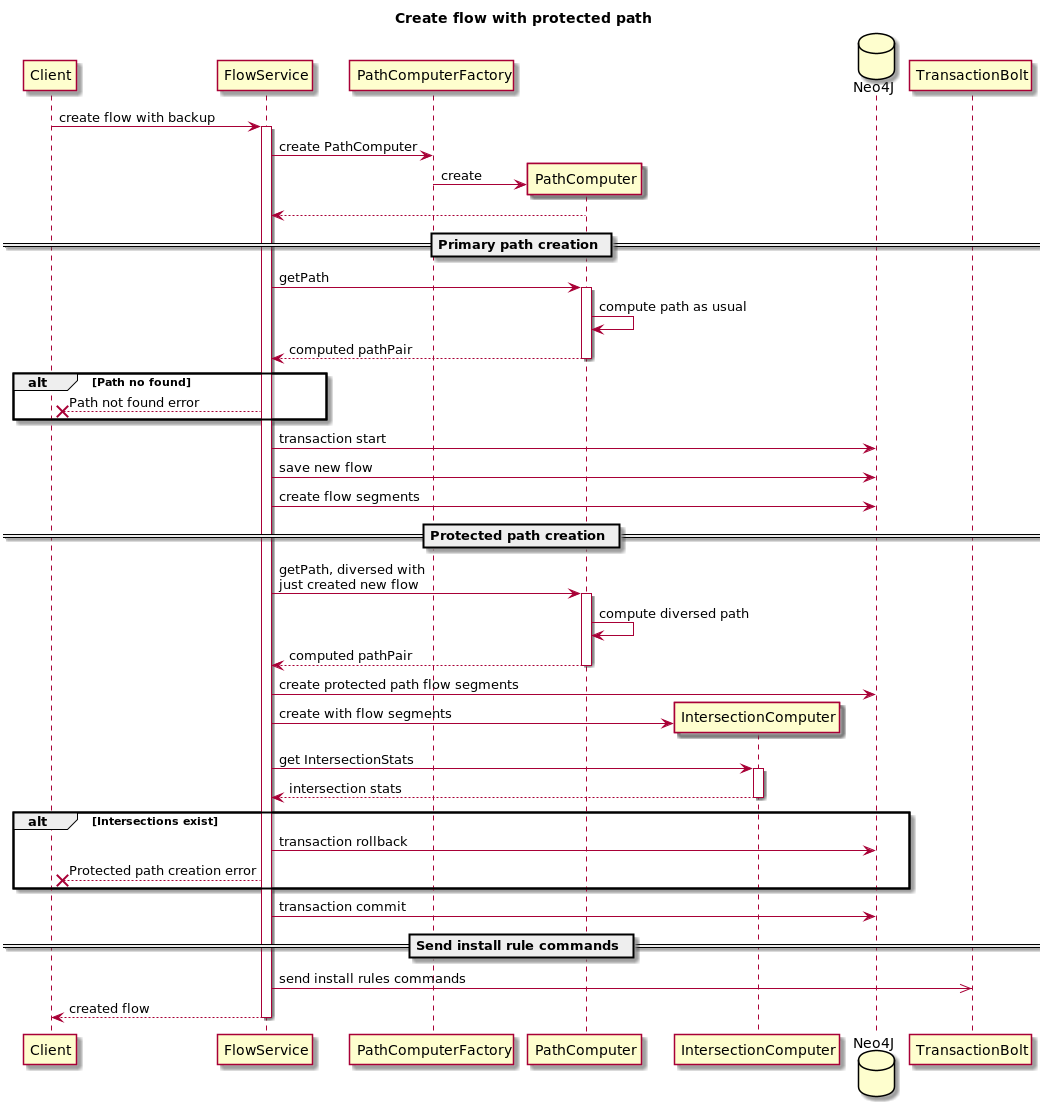 Create flow with protected path
Neo4J
Client
FlowService
PathComputerFactory
TransactionBolt
create flow with backup
create PathComputer
create
PathComputer
Primary path creation
getPath
compute path as usual
computed pathPair
alt
[Path no found]
Path not found error
transaction start
save new flow
create flow segments
Protected path creation
getPath, diversed with
just created new flow
compute diversed path
computed pathPair
create protected path flow segments
create with flow segments
IntersectionComputer
get IntersectionStats
intersection stats
alt
[Intersections exist]
transaction rollback
Protected path creation error
transaction commit
Send install rule commands
send install rules commands
created flow
Client
FlowService
PathComputerFactory
PathComputer
IntersectionComputer
Neo4J
TransactionBolt